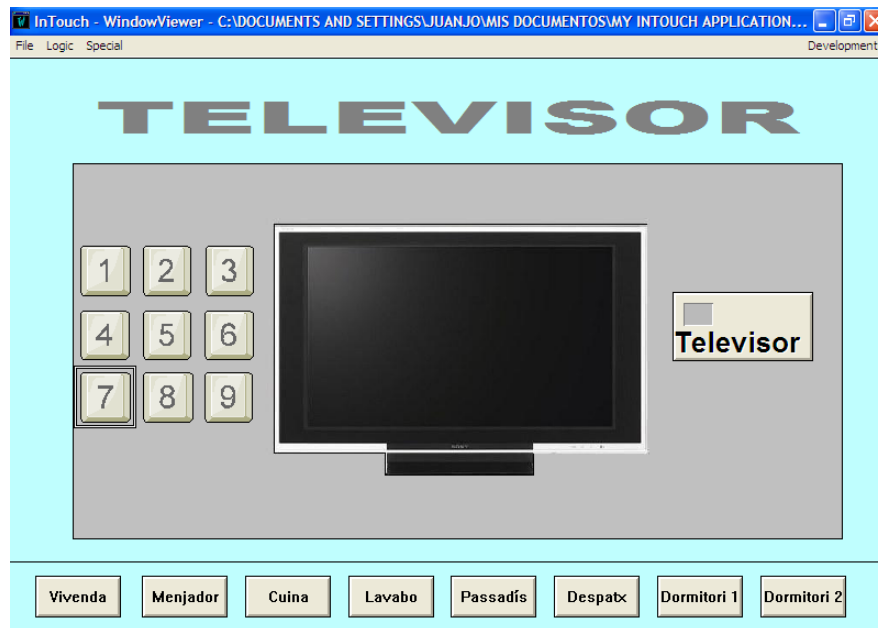 InTouch - WindowViewer - C:\DOCUMENTS AND SETTINGS\JUANJO\MIS DOCUMENTOS\MY INTOUCH APPLICATION...
File Logic Special Development
TELEVISOR
1 2 3
4 5 6
7 8 9
Televisor
SONY
Vivenda Menjador Cuina Lavabo Passadís Despatx Dormitori 1 Dormitori 2